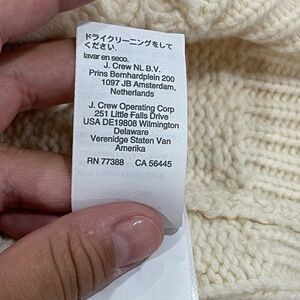 ドライクリーニングをして
ください.
lavar en seco.
J. Crew NL B.V.
Prins Bernhardplein 200
1097 JB Amsterdam,
Netherlands
J. Crew Operating Corp
251 Little Falls Drive
USA DE19808 Wilmington
Delaware
Verenidge Staten Van
Amerika
RN 77388 CA 56445